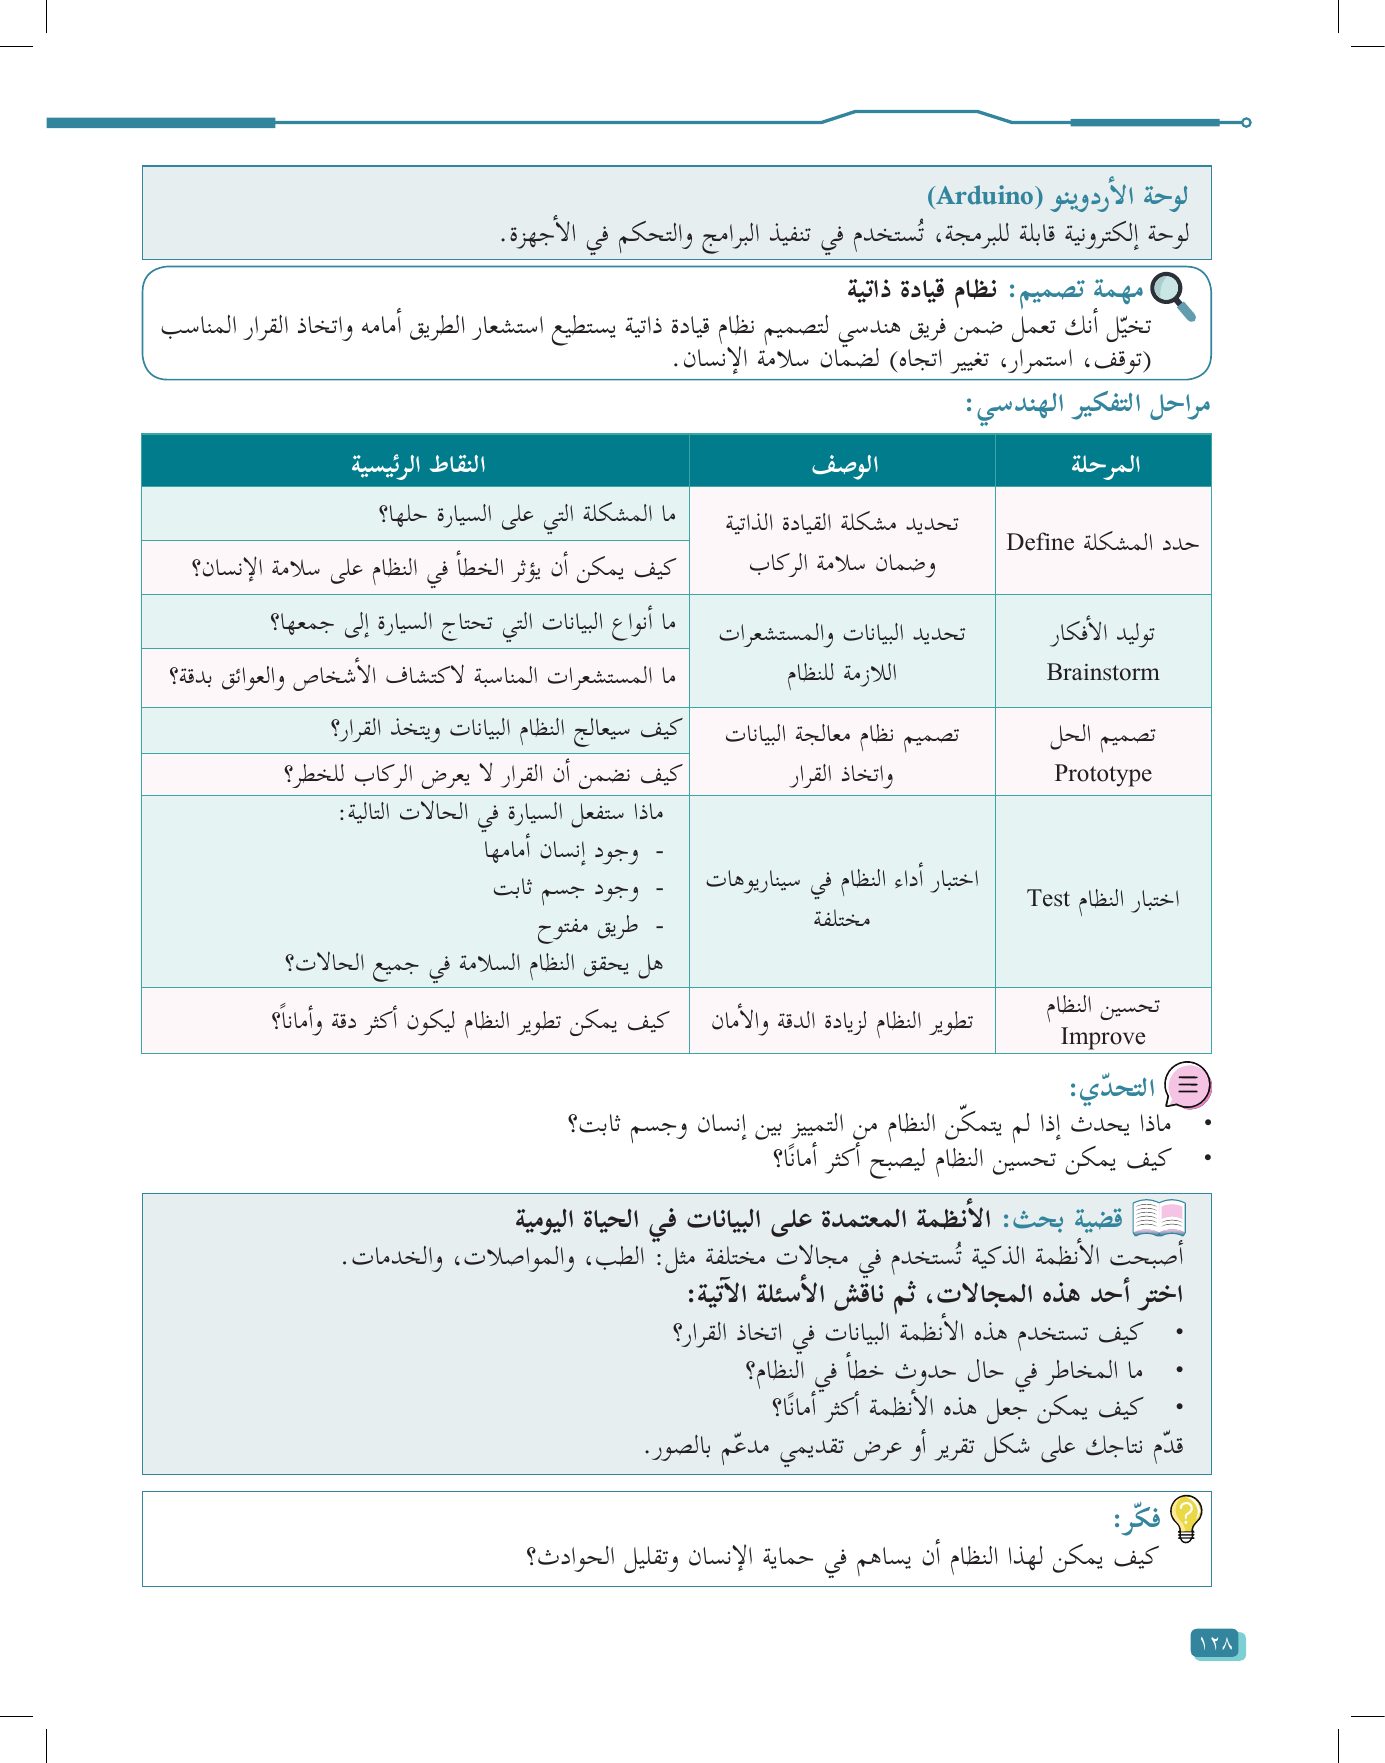 لوحة الأردوينو (Arduino)
لوحة إلكترونية قابلة للبرمجة، تُستخدم في تنفيذ البرامج والتحكم في الأجهزة.
مهمة تصميم: نظام قيادة ذاتية
تخيّل أنك تعمل ضمن فريق هندسي لتصميم نظام قيادة ذاتية يستطيع استشعار الطريق أمامه واتخاذ القرار المناسب
(توقف، استمرار، تغيير اتجاه) لضمان سلامة الإنسان.
مراحل التفكير الهندسي:
المرحلة الوصف النقاط الرئيسية
حدد المشكلة Define
تحديد مشكلة القيادة الذاتية
وضمان سلامة الركاب
ما المشكلة التي على السيارة حلها؟
كيف يمكن أن يؤثر الخطأ في النظام على سلامة الإنسان؟
توليد الأفكار
Brainstorm
تحديد البيانات والمستشعرات
اللازمة للنظام
ما أنواع البيانات التي تحتاج السيارة إلى جمعها؟
ما المستشعرات المناسبة لاكتشاف الأشخاص والعوائق بدقة؟
تصميم الحل
Prototype
تصميم نظام معالجة البيانات
واتخاذ القرار
كيف سيعالج النظام البيانات ويتخذ القرار؟
كيف نضمن أن القرار لا يعرض الركاب للخطر؟
اختبار النظام Test
اختبار أداء النظام في سيناريوهات
مختلفة
ماذا ستفعل السيارة في الحالات التالية:
- وجود إنسان أمامها
- وجود جسم ثابت
- طريق مفتوح
هل يحقق النظام السلامة في جميع الحالات؟
تحسين النظام
Improve
تطوير النظام لزيادة الدقة والأمان
كيف يمكن تطوير النظام ليكون أكثر دقة وأماناً؟
التحدّي:
• ماذا يحدث إذا لم يتمكّن النظام من التمييز بين إنسان وجسم ثابت؟
• كيف يمكن تحسين النظام ليصبح أكثر أمانًا؟
قضية بحث: الأنظمة المعتمدة على البيانات في الحياة اليومية
أصبحت الأنظمة الذكية تُستخدم في مجالات مختلفة مثل: الطب، والمواصلات، والخدمات.
اختر أحد هذه المجالات، ثم ناقش الأسئلة الآتية:
• كيف تستخدم هذه الأنظمة البيانات في اتخاذ القرار؟
• ما المخاطر في حال حدوث خطأ في النظام؟
• كيف يمكن جعل هذه الأنظمة أكثر أمانًا؟
قدّم نتاجك على شكل تقرير أو عرض تقديمي مدعّم بالصور.
فكّر:
كيف يمكن لهذا النظام أن يساهم في حماية الإنسان وتقليل الحوادث؟
١٢٨